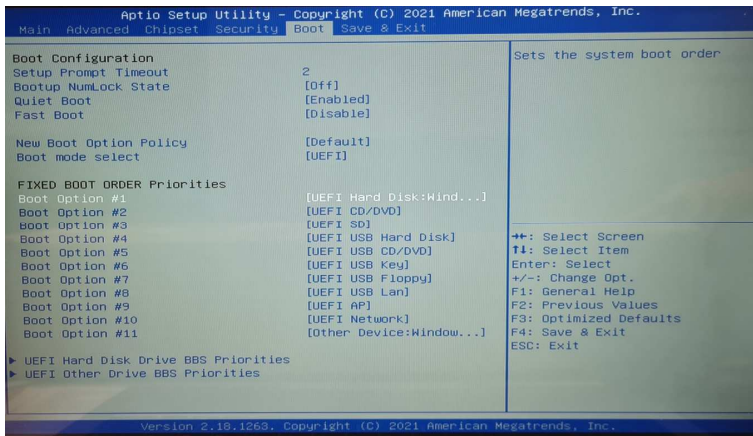 Aptio Setup Utility – Copyright (C) 2021 American Megatrends, Inc.
Main Advanced Chipset Security Boot Save & Exit
Boot Configuration
Setup Prompt Timeout 2
Bootup NumLock State [Off]
Quiet Boot [Enabled]
Fast Boot [Disable]
New Boot Option Policy [Default]
Boot mode select [UEFI]
FIXED BOOT ORDER Priorities
Boot Option #1 [UEFI Hard Disk:Wind...]
Boot Option #2 [UEFI CD/DVD]
Boot Option #3 [UEFI SD]
Boot Option #4 [UEFI USB Hard Disk]
Boot Option #5 [UEFI USB CD/DVD]
Boot Option #6 [UEFI USB Key]
Boot Option #7 [UEFI USB Floppy]
Boot Option #8 [UEFI USB Lan]
Boot Option #9 [UEFI AP]
Boot Option #10 [UEFI Network]
Boot Option #11 [Other Device:Window...]
▶ UEFI Hard Disk Drive BBS Priorities
▶ UEFI Other Drive BBS Priorities
Sets the system boot order
→←: Select Screen
↑↓: Select Item
Enter: Select
+/-: Change Opt.
F1: General Help
F2: Previous Values
F3: Optimized Defaults
F4: Save & Exit
ESC: Exit
Version 2.18.1263. Copyright (C) 2021 American Megatrends, Inc.